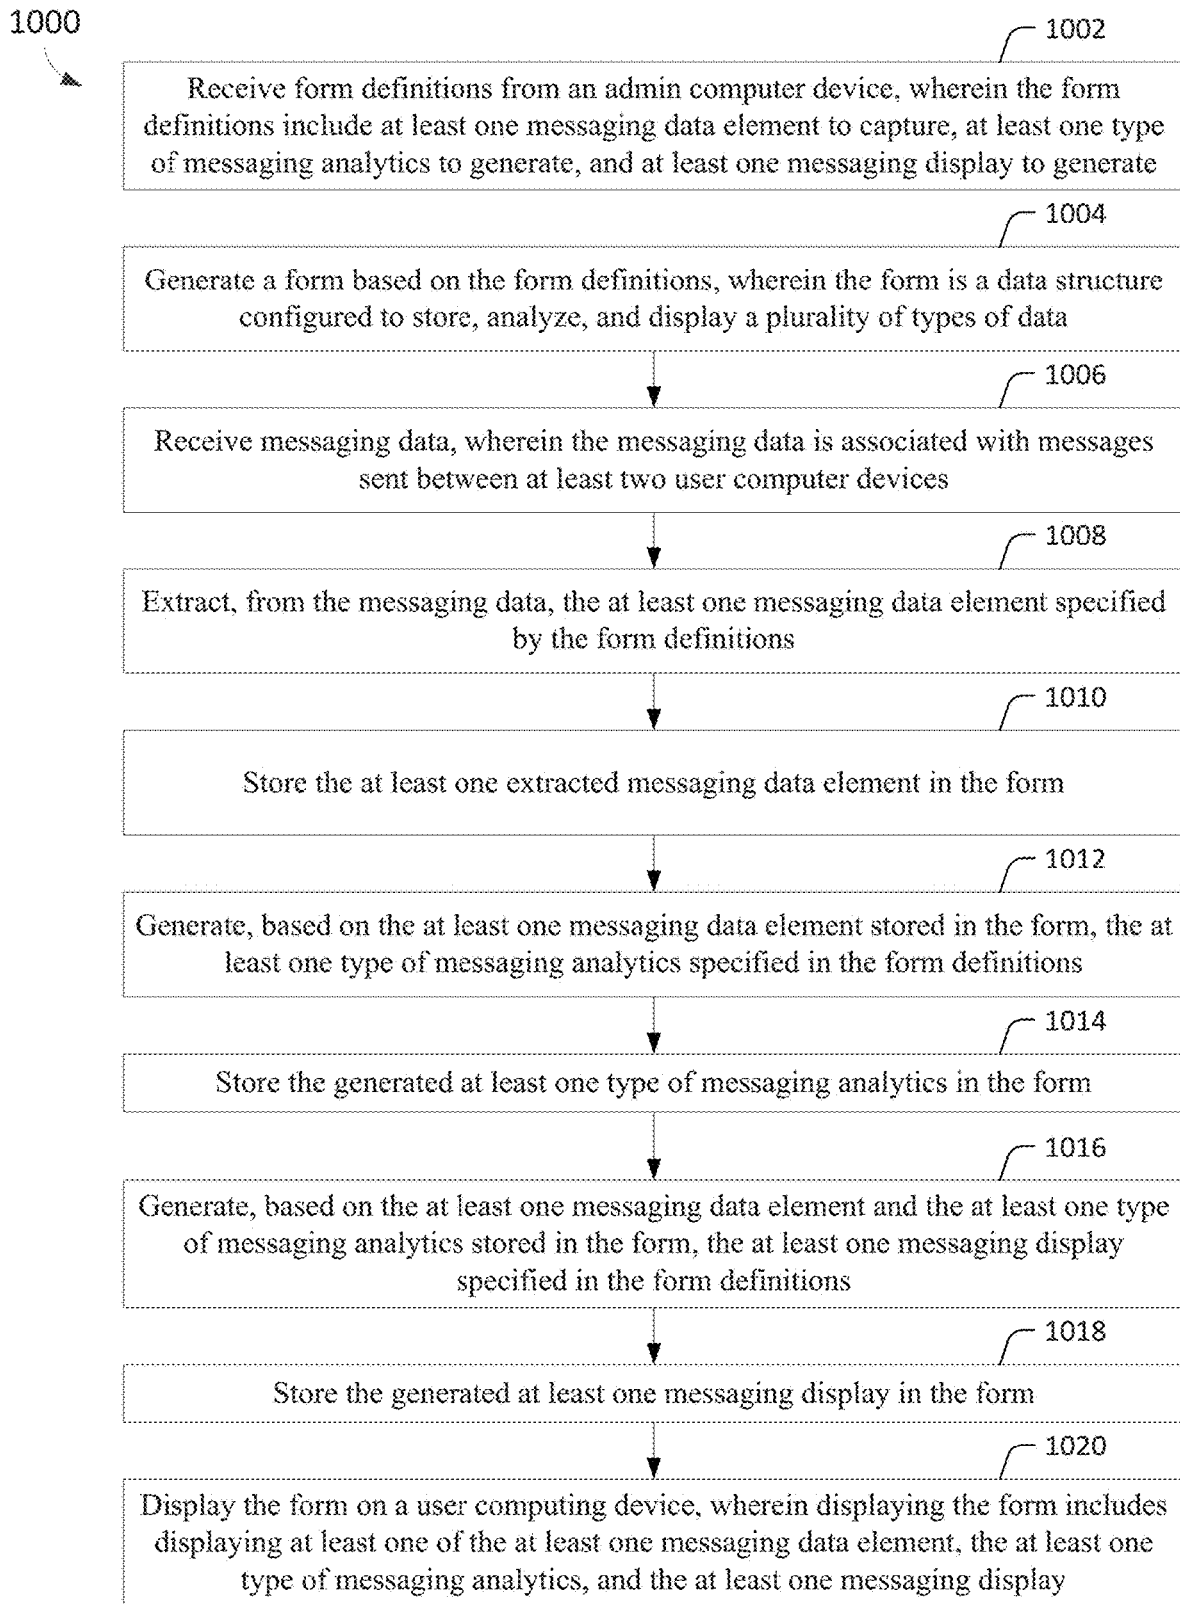 1000
1002
Receive form definitions from an admin computer device, wherein the form
definitions include at least one messaging data element to capture, at least one type
of messaging analytics to generate, and at least one messaging display to generate
1004
Generate a form based on the form definitions, wherein the form is a data structure
configured to store, analyze, and display a plurality of types of data
1006
Receive messaging data, wherein the messaging data is associated with messages
sent between at least two user computer devices
1008
Extract, from the messaging data, the at least one messaging data element specified
by the form definitions
1010
Store the at least one extracted messaging data element in the form
1012
Generate, based on the at least one messaging data element stored in the form, the at
least one type of messaging analytics specified in the form definitions
1014
Store the generated at least one type of messaging analytics in the form
1016
Generate, based on the at least one messaging data element and the at least one type
of messaging analytics stored in the form, the at least one messaging display
specified in the form definitions
1018
Store the generated at least one messaging display in the form
1020
Display the form on a user computing device, wherein displaying the form includes
displaying at least one of the at least one messaging data element, the at least one
type of messaging analytics, and the at least one messaging display